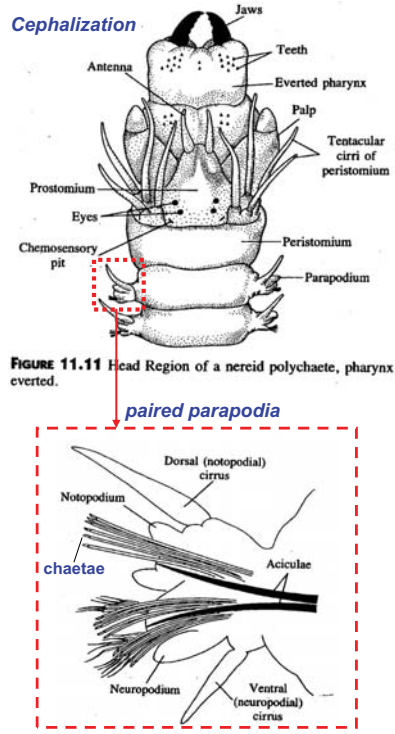 Cephalization
Jaws
Teeth
Antenna
Everted pharynx
Palp
Tentacular
cirri of
peristomium
Prostomium
Eyes
Chemosensory
pit
Peristomium
Parapodium
FIGURE 11.11 Head Region of a nereid polychaete, pharynx
everted.
paired parapodia
Dorsal (notopodial)
cirrus
Notopodium
chaetae
Aciculae
Neuropodium
Ventral
(neuropodial)
cirrus